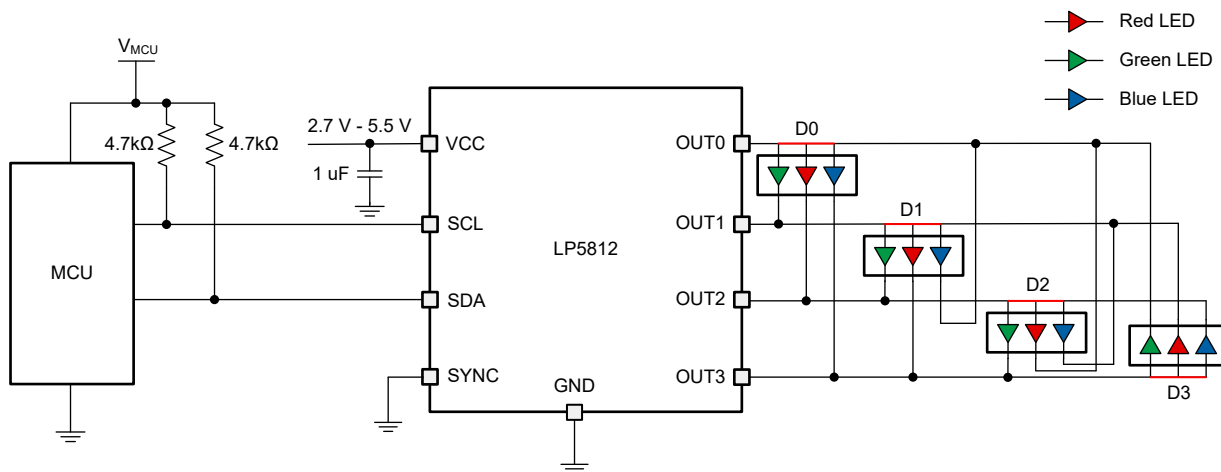 Red LED
Green LED
Blue LED
VMCU
4.7kΩ
4.7kΩ
2.7 V - 5.5 V
1 uF
MCU
VCC
SCL
SDA
SYNC
LP5812
GND
OUT0
OUT1
OUT2
OUT3
D0
D1
D2
D3